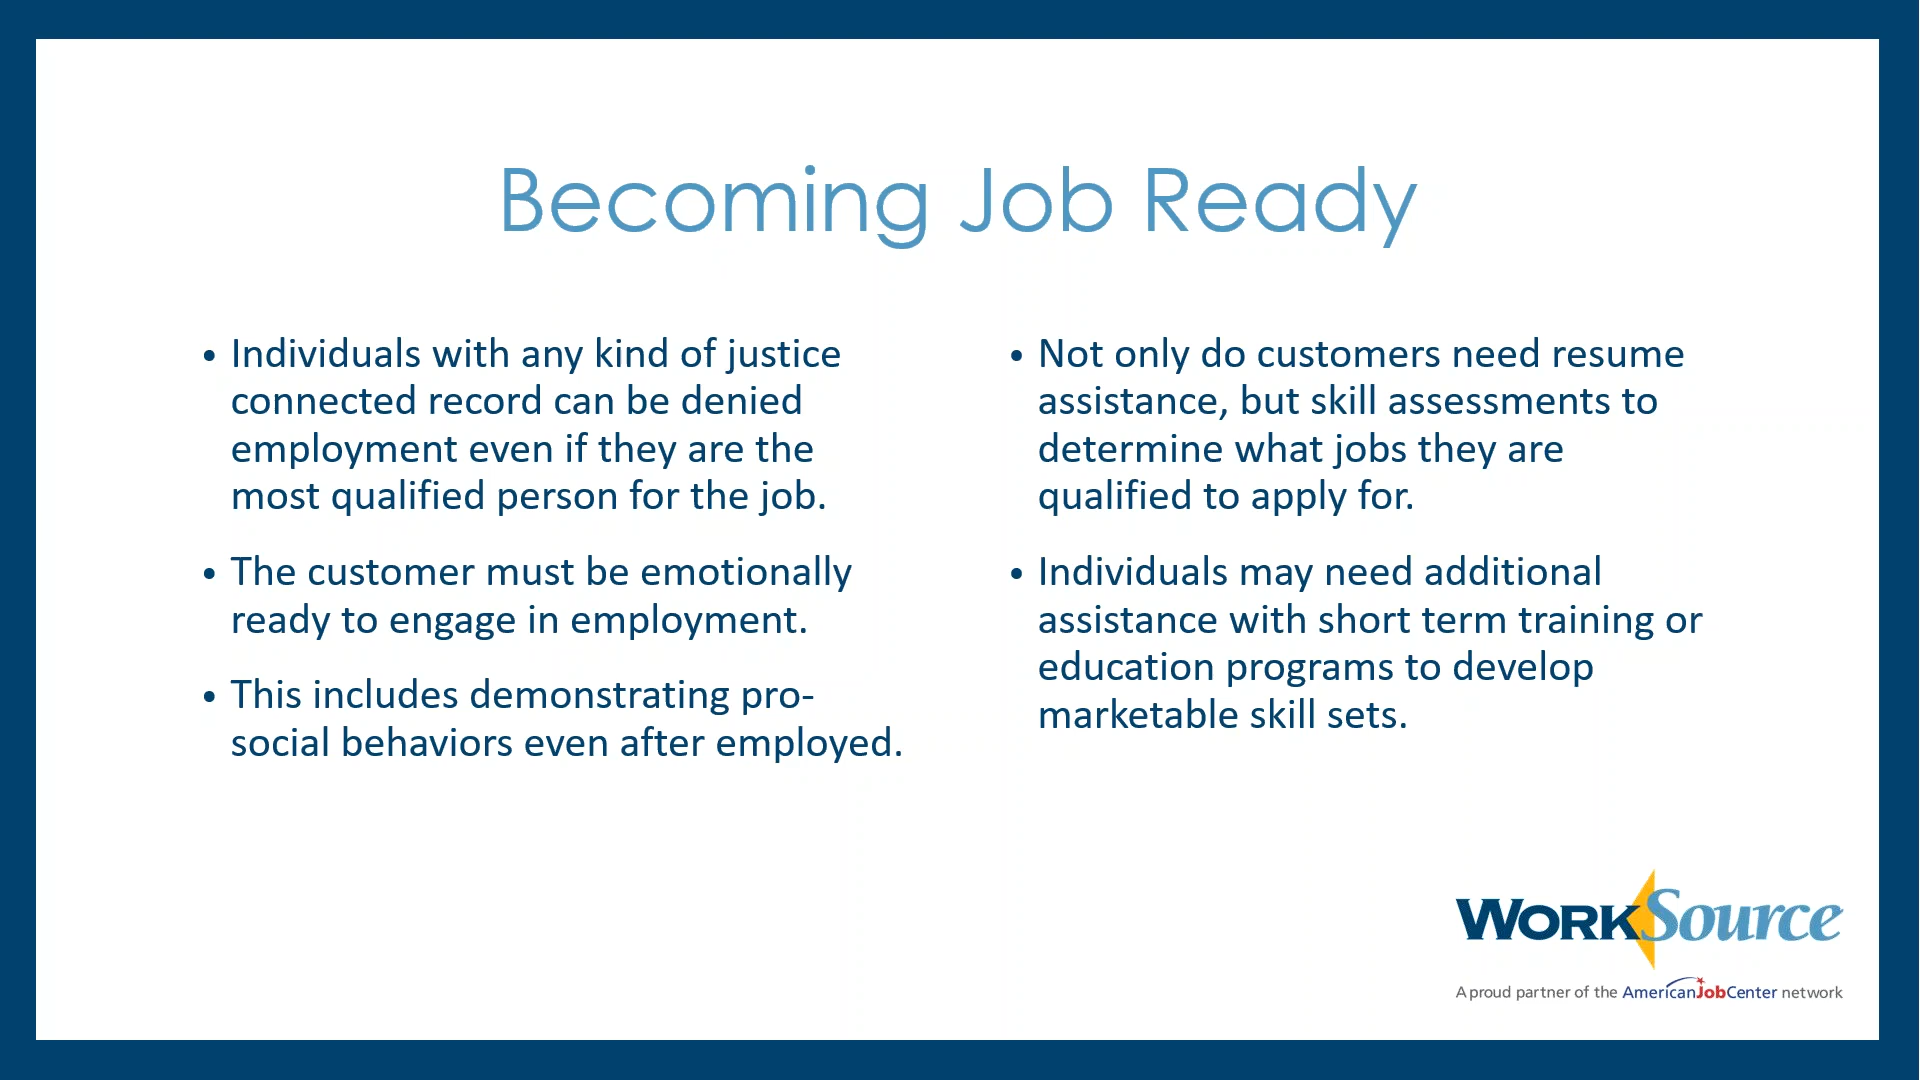 Becoming Job Ready
• Individuals with any kind of justice
connected record can be denied
employment even if they are the
most qualified person for the job.
• The customer must be emotionally
ready to engage in employment.
• This includes demonstrating pro-
social behaviors even after employed.
• Not only do customers need resume
assistance, but skill assessments to
determine what jobs they are
qualified to apply for.
• Individuals may need additional
assistance with short term training or
education programs to develop
marketable skill sets.
WorkSource
A proud partner of the AmericanJobCenter network